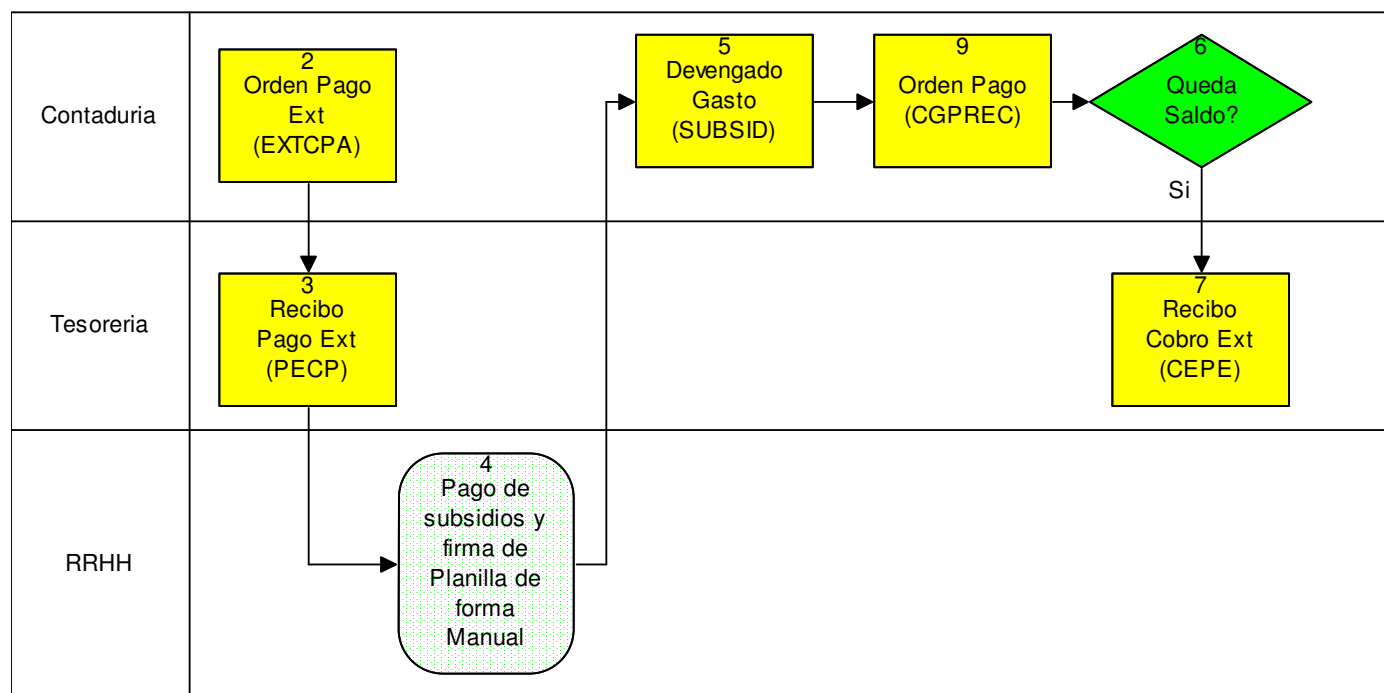 Contaduria
2
Orden Pago
Ext
(EXTCPA)
5
Devengado
Gasto
(SUBSID)
9
Orden Pago
(CGPREC)
6
Queda
Saldo?
Si
Tesoreria
3
Recibo
Pago Ext
(PECP)
7
Recibo
Cobro Ext
(CEPE)
RRHH
4
Pago de
subsidios y
firma de
Planilla de
forma
Manual